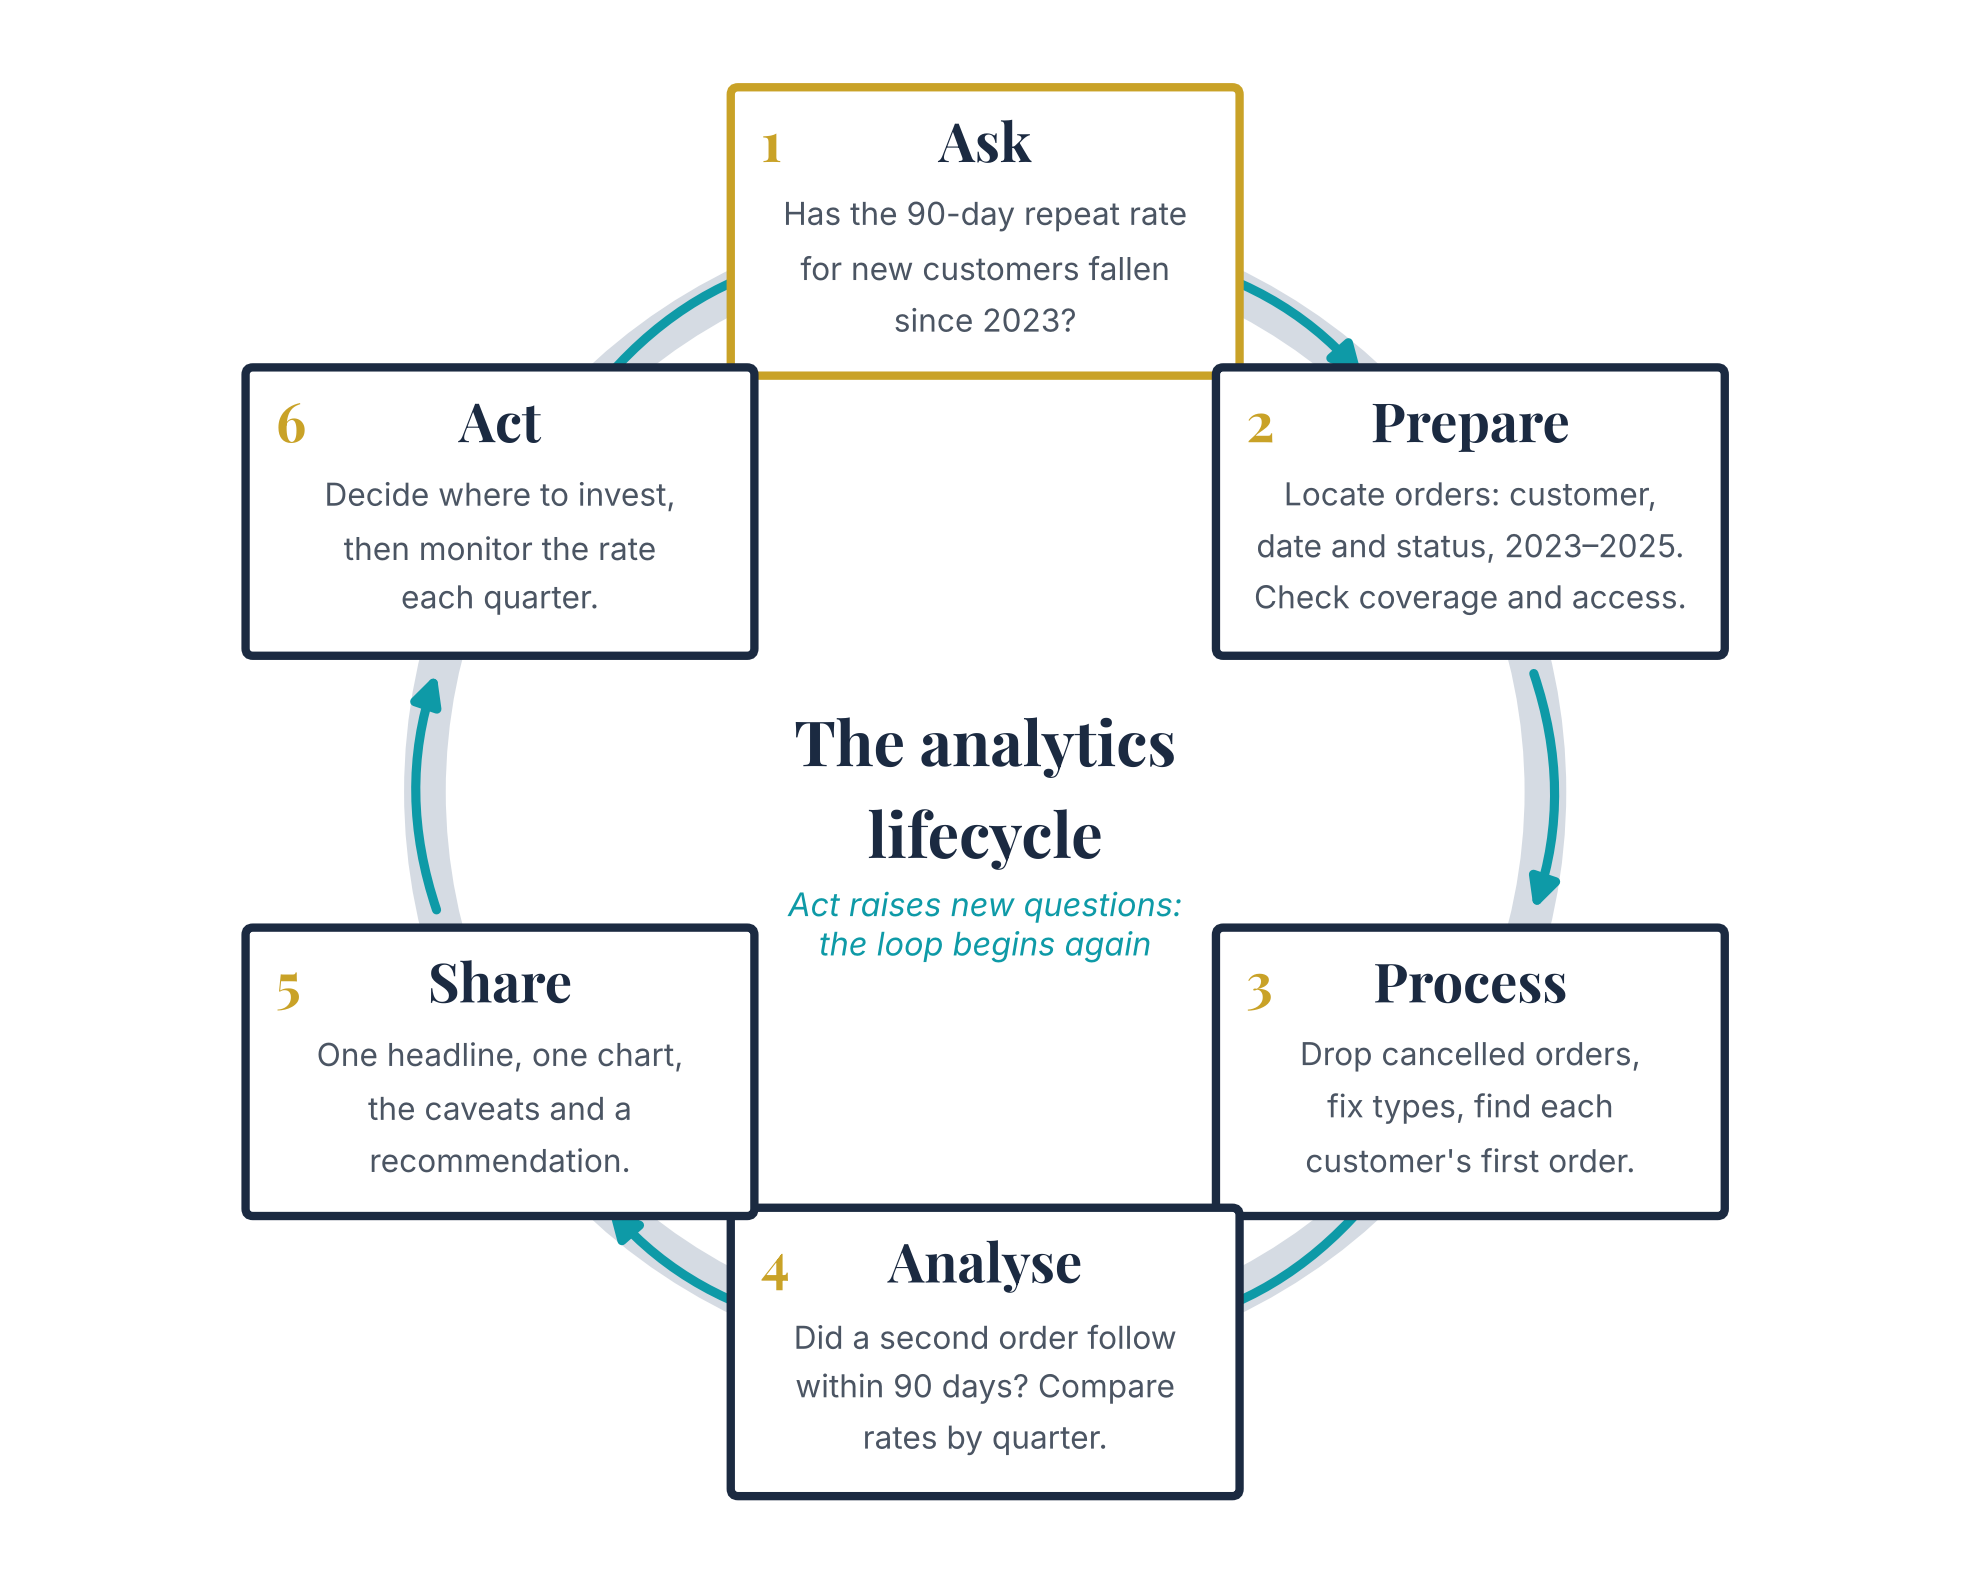 1
Ask
Has the 90-day repeat rate
for new customers fallen
since 2023?
2
Prepare
Locate orders: customer,
date and status, 2023–2025.
Check coverage and access.
3
Process
Drop cancelled orders,
fix types, find each
customer's first order.
4
Analyse
Did a second order follow
within 90 days? Compare
rates by quarter.
5
Share
One headline, one chart,
the caveats and a
recommendation.
6
Act
Decide where to invest,
then monitor the rate
each quarter.
The analytics
lifecycle
Act raises new questions:
the loop begins again